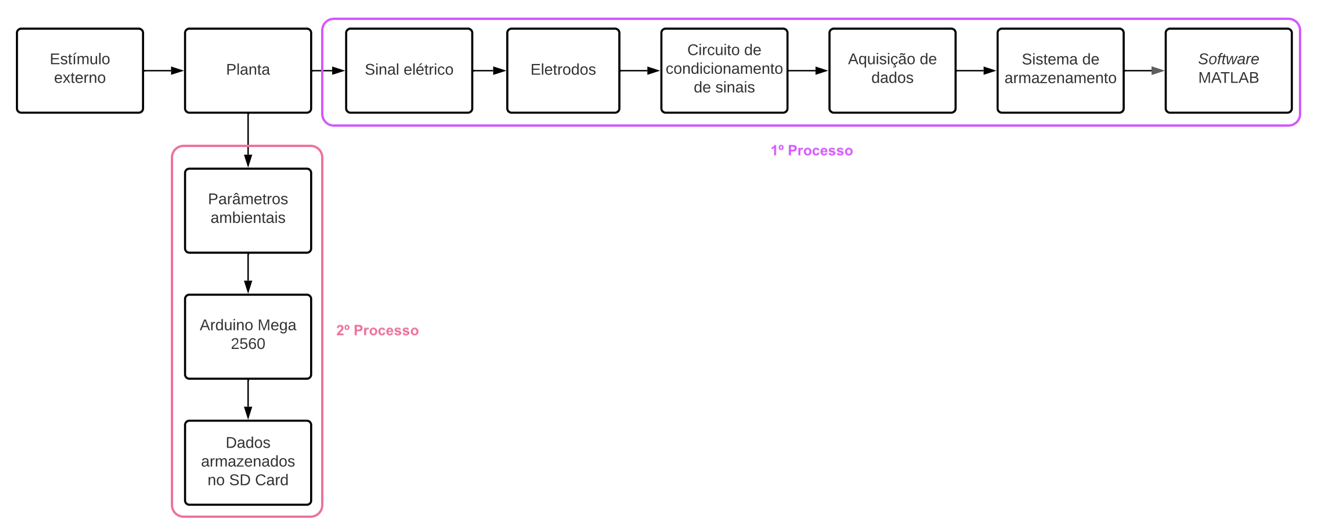 Estímulo
externo
Planta
Sinal elétrico
Eletrodos
Circuito de
condicionamento
de sinais
Aquisição de
dados
Sistema de
armazenamento
Software
MATLAB
1º Processo
Parâmetros
ambientais
Arduino Mega
2560
2º Processo
Dados
armazenados
no SD Card